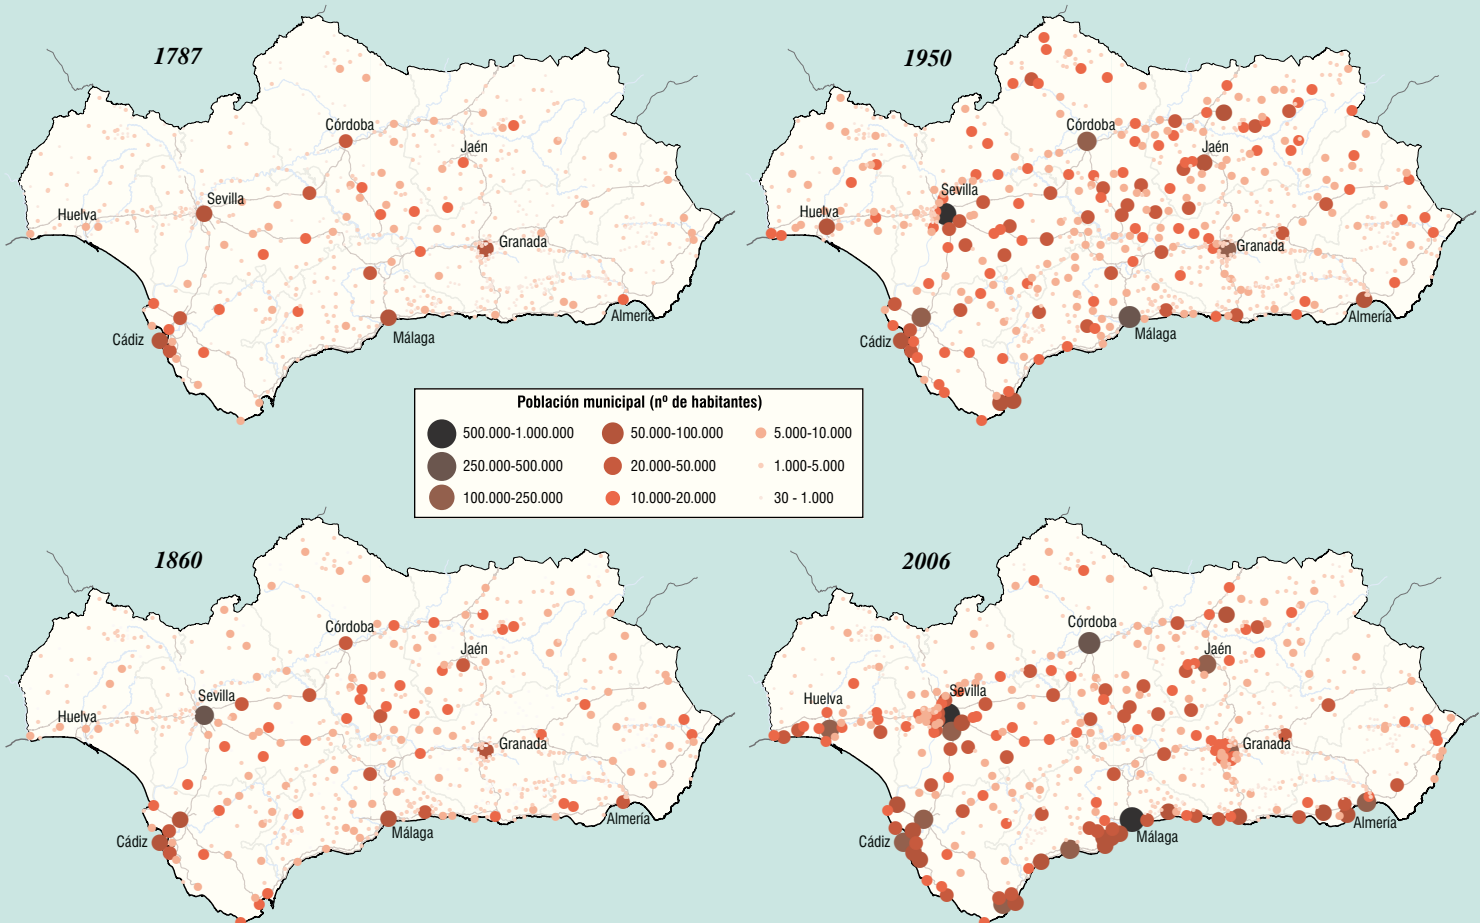 1787
Córdoba
Jaén
Sevilla
Huelva
Granada
Almería
Málaga
Cádiz
1950
Córdoba
Jaén
Sevilla
Huelva
Granada
Almería
Málaga
Cádiz
Población municipal (nº de habitantes)
500.000-1.000.000
250.000-500.000
100.000-250.000
50.000-100.000
20.000-50.000
10.000-20.000
5.000-10.000
1.000-5.000
30 - 1.000
1860
Córdoba
Jaén
Sevilla
Huelva
Granada
Almería
Málaga
Cádiz
2006
Córdoba
Jaén
Sevilla
Huelva
Granada
Almería
Málaga
Cádiz